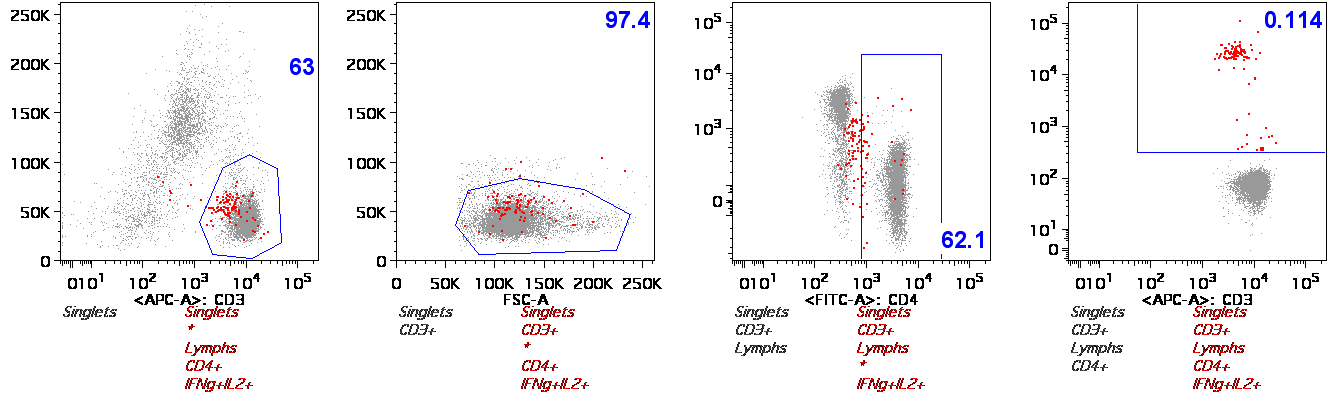 250K
200K
150K
100K
50K
0
63
0 10^1 10^2 10^3 10^4 10^5
<APC-A>: CD3
Singlets
Singlets
*
Lymphs
CD4+
IFNg+IL2+
250K
200K
150K
100K
50K
0
97.4
0 50K 100K 150K 200K 250K
FSC-A
Singlets
CD3+
Singlets
CD3+
*
CD4+
IFNg+IL2+
10^5
10^4
10^3
0
62.1
0 10^1 10^2 10^3 10^4 10^5
<FITC-A>: CD4
Singlets
CD3+
Lymphs
Singlets
CD3+
Lymphs
*
IFNg+IL2+
10^5
10^4
10^3
10^2
10^1
0
0.114
0 10^1 10^2 10^3 10^4 10^5
<APC-A>: CD3
Singlets
CD3+
Lymphs
CD4+
Singlets
CD3+
Lymphs
CD4+
IFNg+IL2+